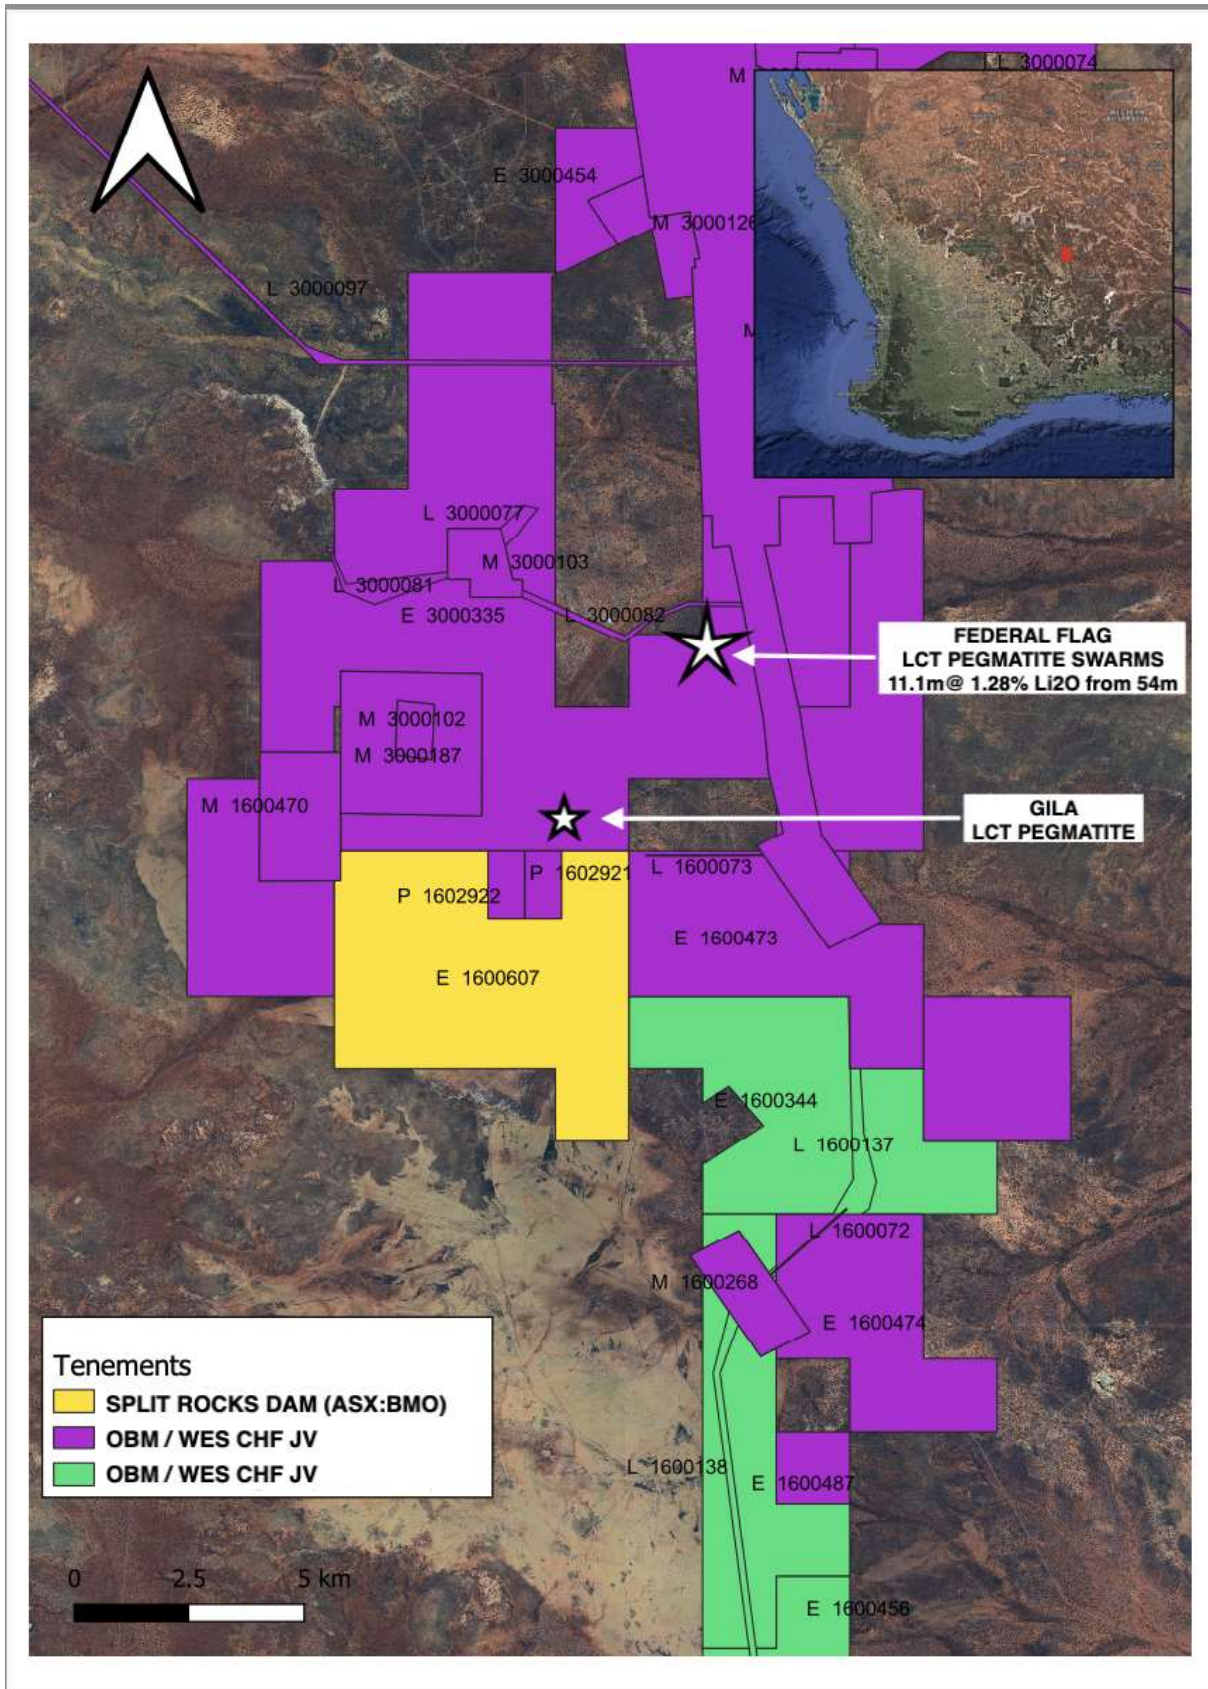 L 3000074
M
E 3000454
WESTERN
AUSTRALIA
M 3000126
L 3000097
M
L 3000077
M 3000103
L 3000081
E 3000335
L 3000082
FEDERAL FLAG
LCT PEGMATITE SWARMS
11.1m@ 1.28% Li2O from 54m
M 3000102
M 3000187
M 1600470
GILA
LCT PEGMATITE
P 1602921
L 1600073
P 1602922
E 1600473
E 1600607
E 1600344
L 1600137
L 1600072
M 1600268
E 1600474
Tenements
SPLIT ROCKS DAM (ASX:BMO)
OBM / WES CHF JV
OBM / WES CHF JV
L 1600138
E 1600487
0 2.5 5 km
E 1600456